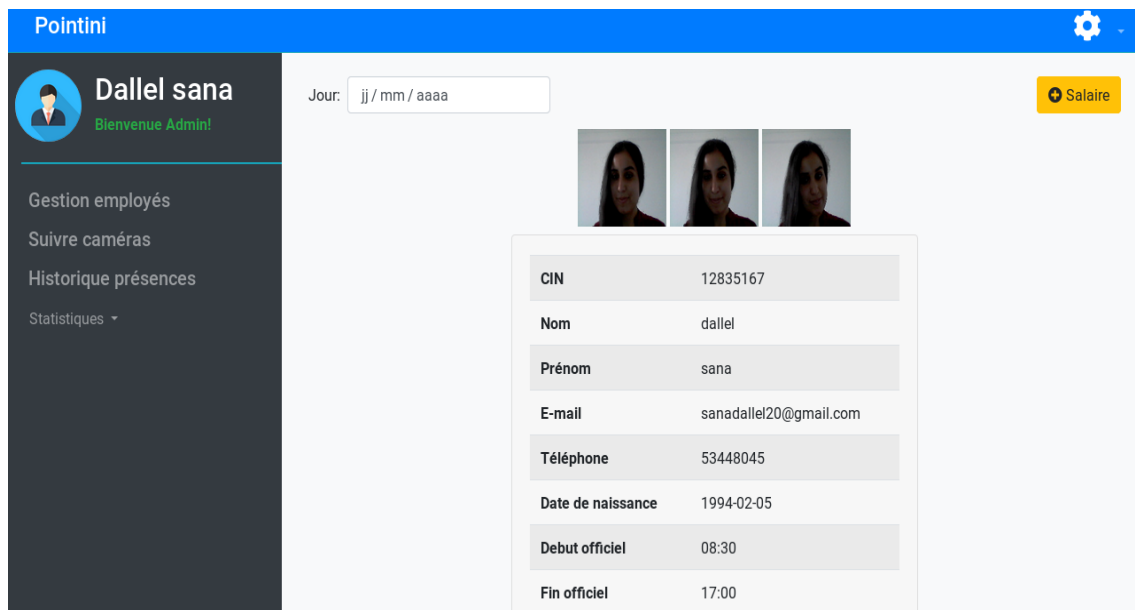 Pointini
Dallel sana
Bienvenue Admin!
Gestion employés
Suivre caméras
Historique présences
Statistiques
Jour: jj / mm / aaaa
Salaire
CIN 12835167
Nom dallel
Prénom sana
E-mail sanadallel20@gmail.com
Téléphone 53448045
Date de naissance 1994-02-05
Debut officiel 08:30
Fin officiel 17:00